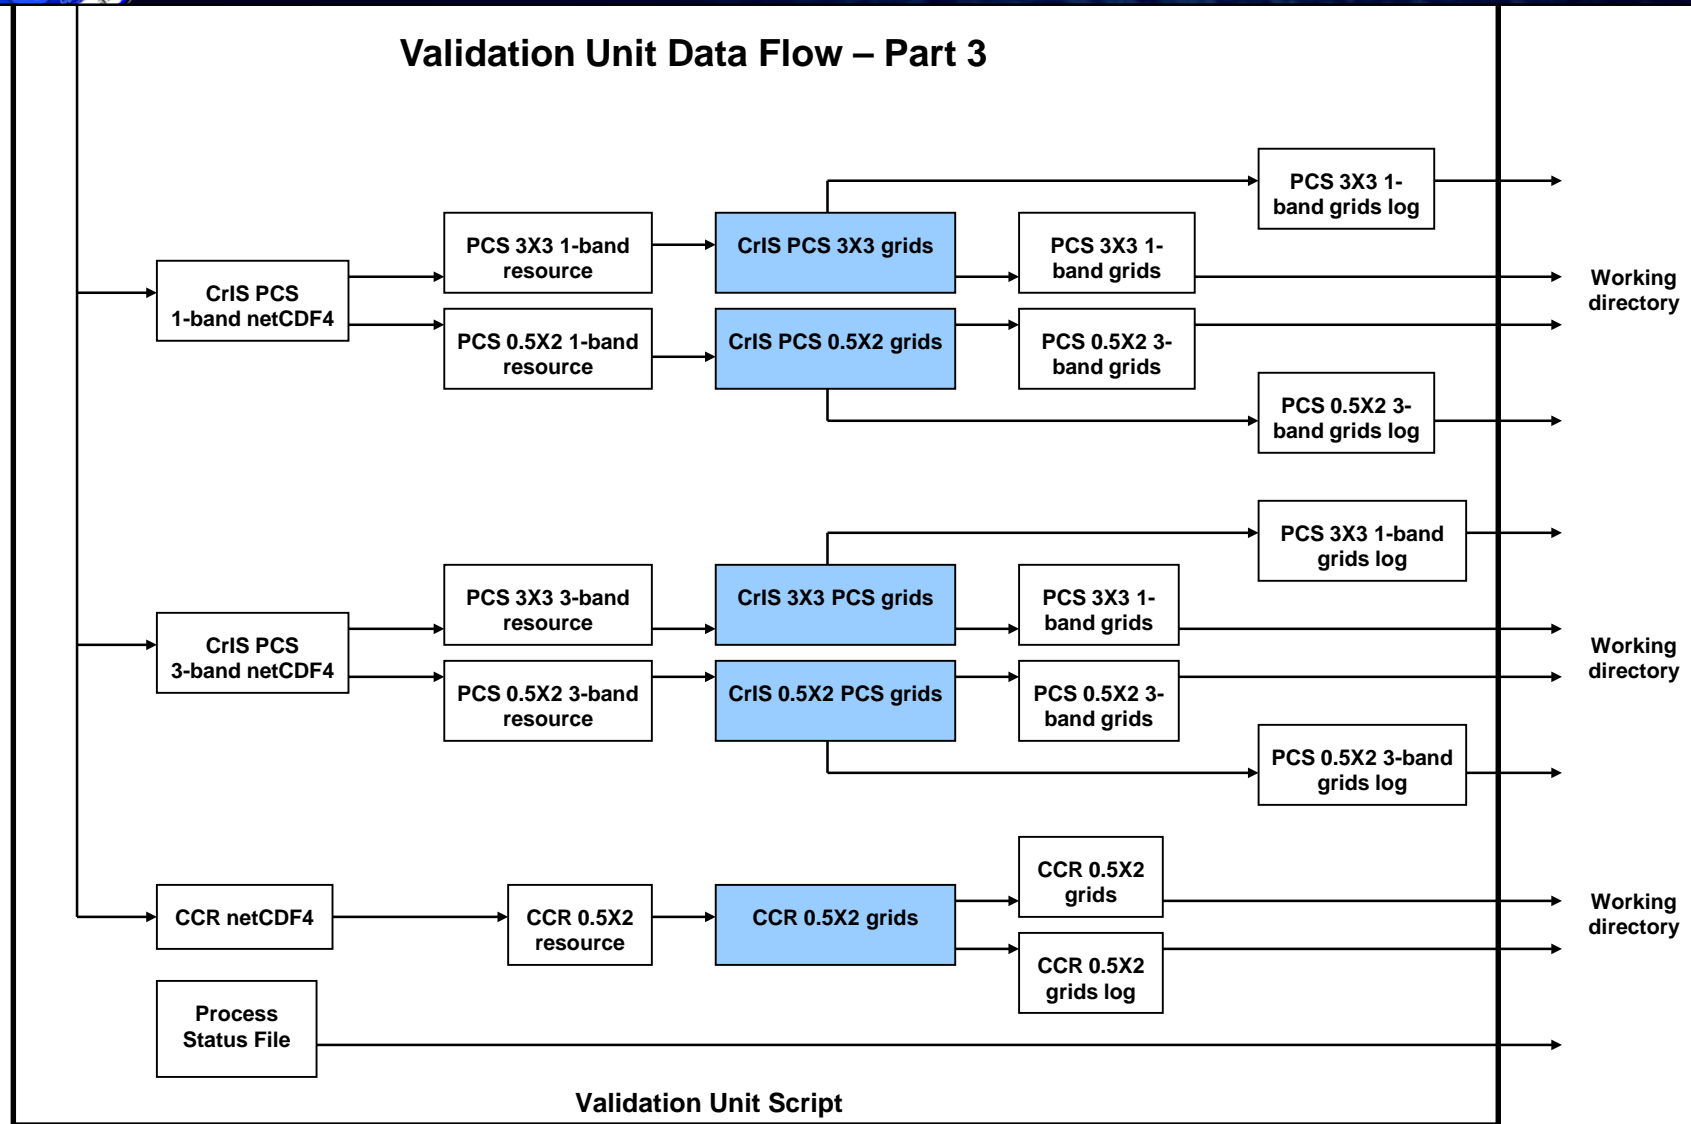 Validation Unit Data Flow – Part 3
PCS 3X3 1-
band grids log
PCS 3X3 1-band
resource
CrIS PCS 3X3 grids
PCS 3X3 1-
band grids
CrIS PCS
1-band netCDF4
Working
directory
PCS 0.5X2 1-band
resource
CrIS PCS 0.5X2 grids
PCS 0.5X2 3-
band grids
PCS 0.5X2 3-
band grids log
PCS 3X3 1-band
grids log
PCS 3X3 3-band
resource
CrIS 3X3 PCS grids
PCS 3X3 1-
band grids
CrIS PCS
3-band netCDF4
Working
directory
PCS 0.5X2 3-band
resource
CrIS 0.5X2 PCS grids
PCS 0.5X2 3-
band grids
PCS 0.5X2 3-band
grids log
CCR 0.5X2
grids
CCR netCDF4
CCR 0.5X2
resource
CCR 0.5X2 grids
Working
directory
CCR 0.5X2
grids log
Process
Status File
Validation Unit Script